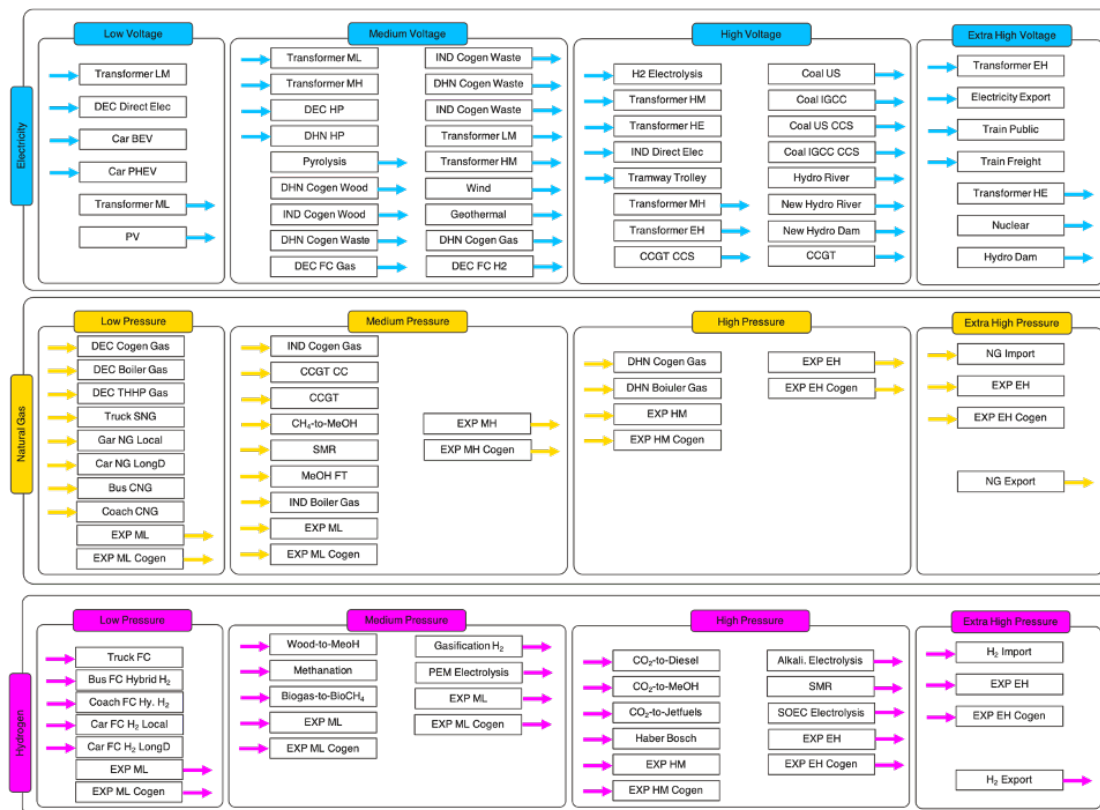 Electricity
Low Voltage
Transformer LM
DEC Direct Elec
Car BEV
Car PHEV
Transformer ML
PV
Medium Voltage
Transformer ML
Transformer MH
DEC HP
DHN HP
Pyrolysis
DHN Cogen Wood
IND Cogen Wood
DHN Cogen Waste
DEC FC Gas
IND Cogen Waste
DHN Cogen Waste
IND Cogen Waste
Transformer LM
Transformer HM
Wind
Geothermal
DHN Cogen Gas
DEC FC H2
High Voltage
H2 Electrolysis
Transformer HM
Transformer HE
IND Direct Elec
Tramway Trolley
Transformer MH
Transformer EH
CCGT CCS
Coal US
Coal IGCC
Coal US CCS
Coal IGCC CCS
Hydro River
New Hydro River
New Hydro Dam
CCGT
Extra High Voltage
Transformer EH
Electricity Export
Train Public
Train Freight
Transformer HE
Nuclear
Hydro Dam
Natural Gas
Low Pressure
DEC Cogen Gas
DEC Boiler Gas
DEC THHP Gas
Truck SNG
Gar NG Local
Car NG LongD
Bus CNG
Coach CNG
EXP ML
EXP ML Cogen
Medium Pressure
IND Cogen Gas
CCGT CC
CCGT
CH₄-to-MeOH
SMR
MeOH FT
IND Boiler Gas
EXP ML
EXP ML Cogen
EXP MH
EXP MH Cogen
High Pressure
DHN Cogen Gas
DHN Boiuler Gas
EXP HM
EXP HM Cogen
EXP EH
EXP EH Cogen
Extra High Pressure
NG Import
EXP EH
EXP EH Cogen
NG Export
Hydrogen
Low Pressure
Truck FC
Bus FC Hybrid H₂
Coach FC Hy. H₂
Car FC H₂ Local
Car FC H₂ LongD
EXP ML
EXP ML Cogen
Medium Pressure
Wood-to-MeoH
Methanation
Biogas-to-BioCH₄
EXP ML
EXP ML Cogen
Gasification H₂
PEM Electrolysis
EXP ML
EXP ML Cogen
High Pressure
CO₂-to-Diesel
CO₂-to-MeOH
CO₂-to-Jetfuels
Haber Bosch
EXP HM
EXP HM Cogen
Alkali. Electrolysis
SMR
SOEC Electrolysis
EXP EH
EXP EH Cogen
Extra High Pressure
H₂ Import
EXP EH
EXP EH Cogen
H₂ Export